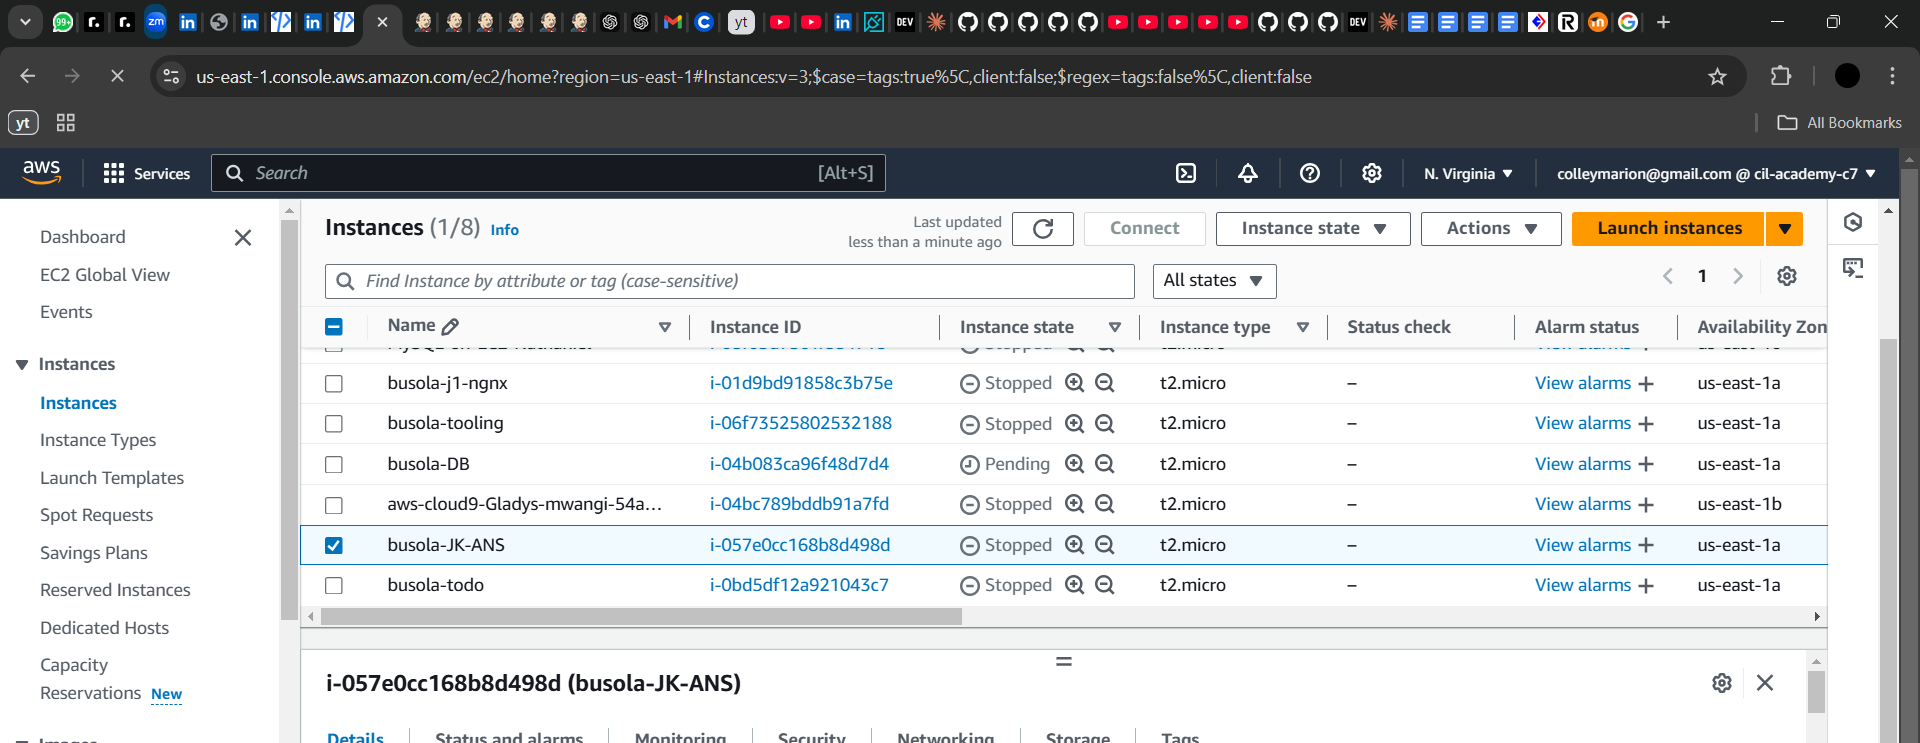 us-east-1.console.aws.amazon.com/ec2/home?region=us-east-1#Instances:v=3;$case=tags:true%5C,client:false;$regex=tags:false%5C,client:false
yt
All Bookmarks
aws
Services
Search
[Alt+S]
N. Virginia
colleymarion@gmail.com @ cil-academy-c7
Dashboard
EC2 Global View
Events
Instances
Instances
Instance Types
Launch Templates
Spot Requests
Savings Plans
Reserved Instances
Dedicated Hosts
Capacity
Reservations New
Images
Instances (1/8) Info
Last updated
less than a minute ago
Connect
Instance state
Actions
Launch instances
Find Instance by attribute or tag (case-sensitive)
All states
1
Name Instance ID Instance state Instance type Status check Alarm status Availability Zon
busola-j1-ngnx i-01d9bd91858c3b75e Stopped t2.micro – View alarms + us-east-1a
busola-tooling i-06f73525802532188 Stopped t2.micro – View alarms + us-east-1a
busola-DB i-04b083ca96f48d7d4 Pending t2.micro – View alarms + us-east-1a
aws-cloud9-Gladys-mwangi-54a... i-04bc789bddb91a7fd Stopped t2.micro – View alarms + us-east-1b
busola-JK-ANS i-057e0cc168b8d498d Stopped t2.micro – View alarms + us-east-1a
busola-todo i-0bd5df12a921043c7 Stopped t2.micro – View alarms + us-east-1a
i-057e0cc168b8d498d (busola-JK-ANS)
Details Status and alarms Monitoring Security Networking Storage Tags